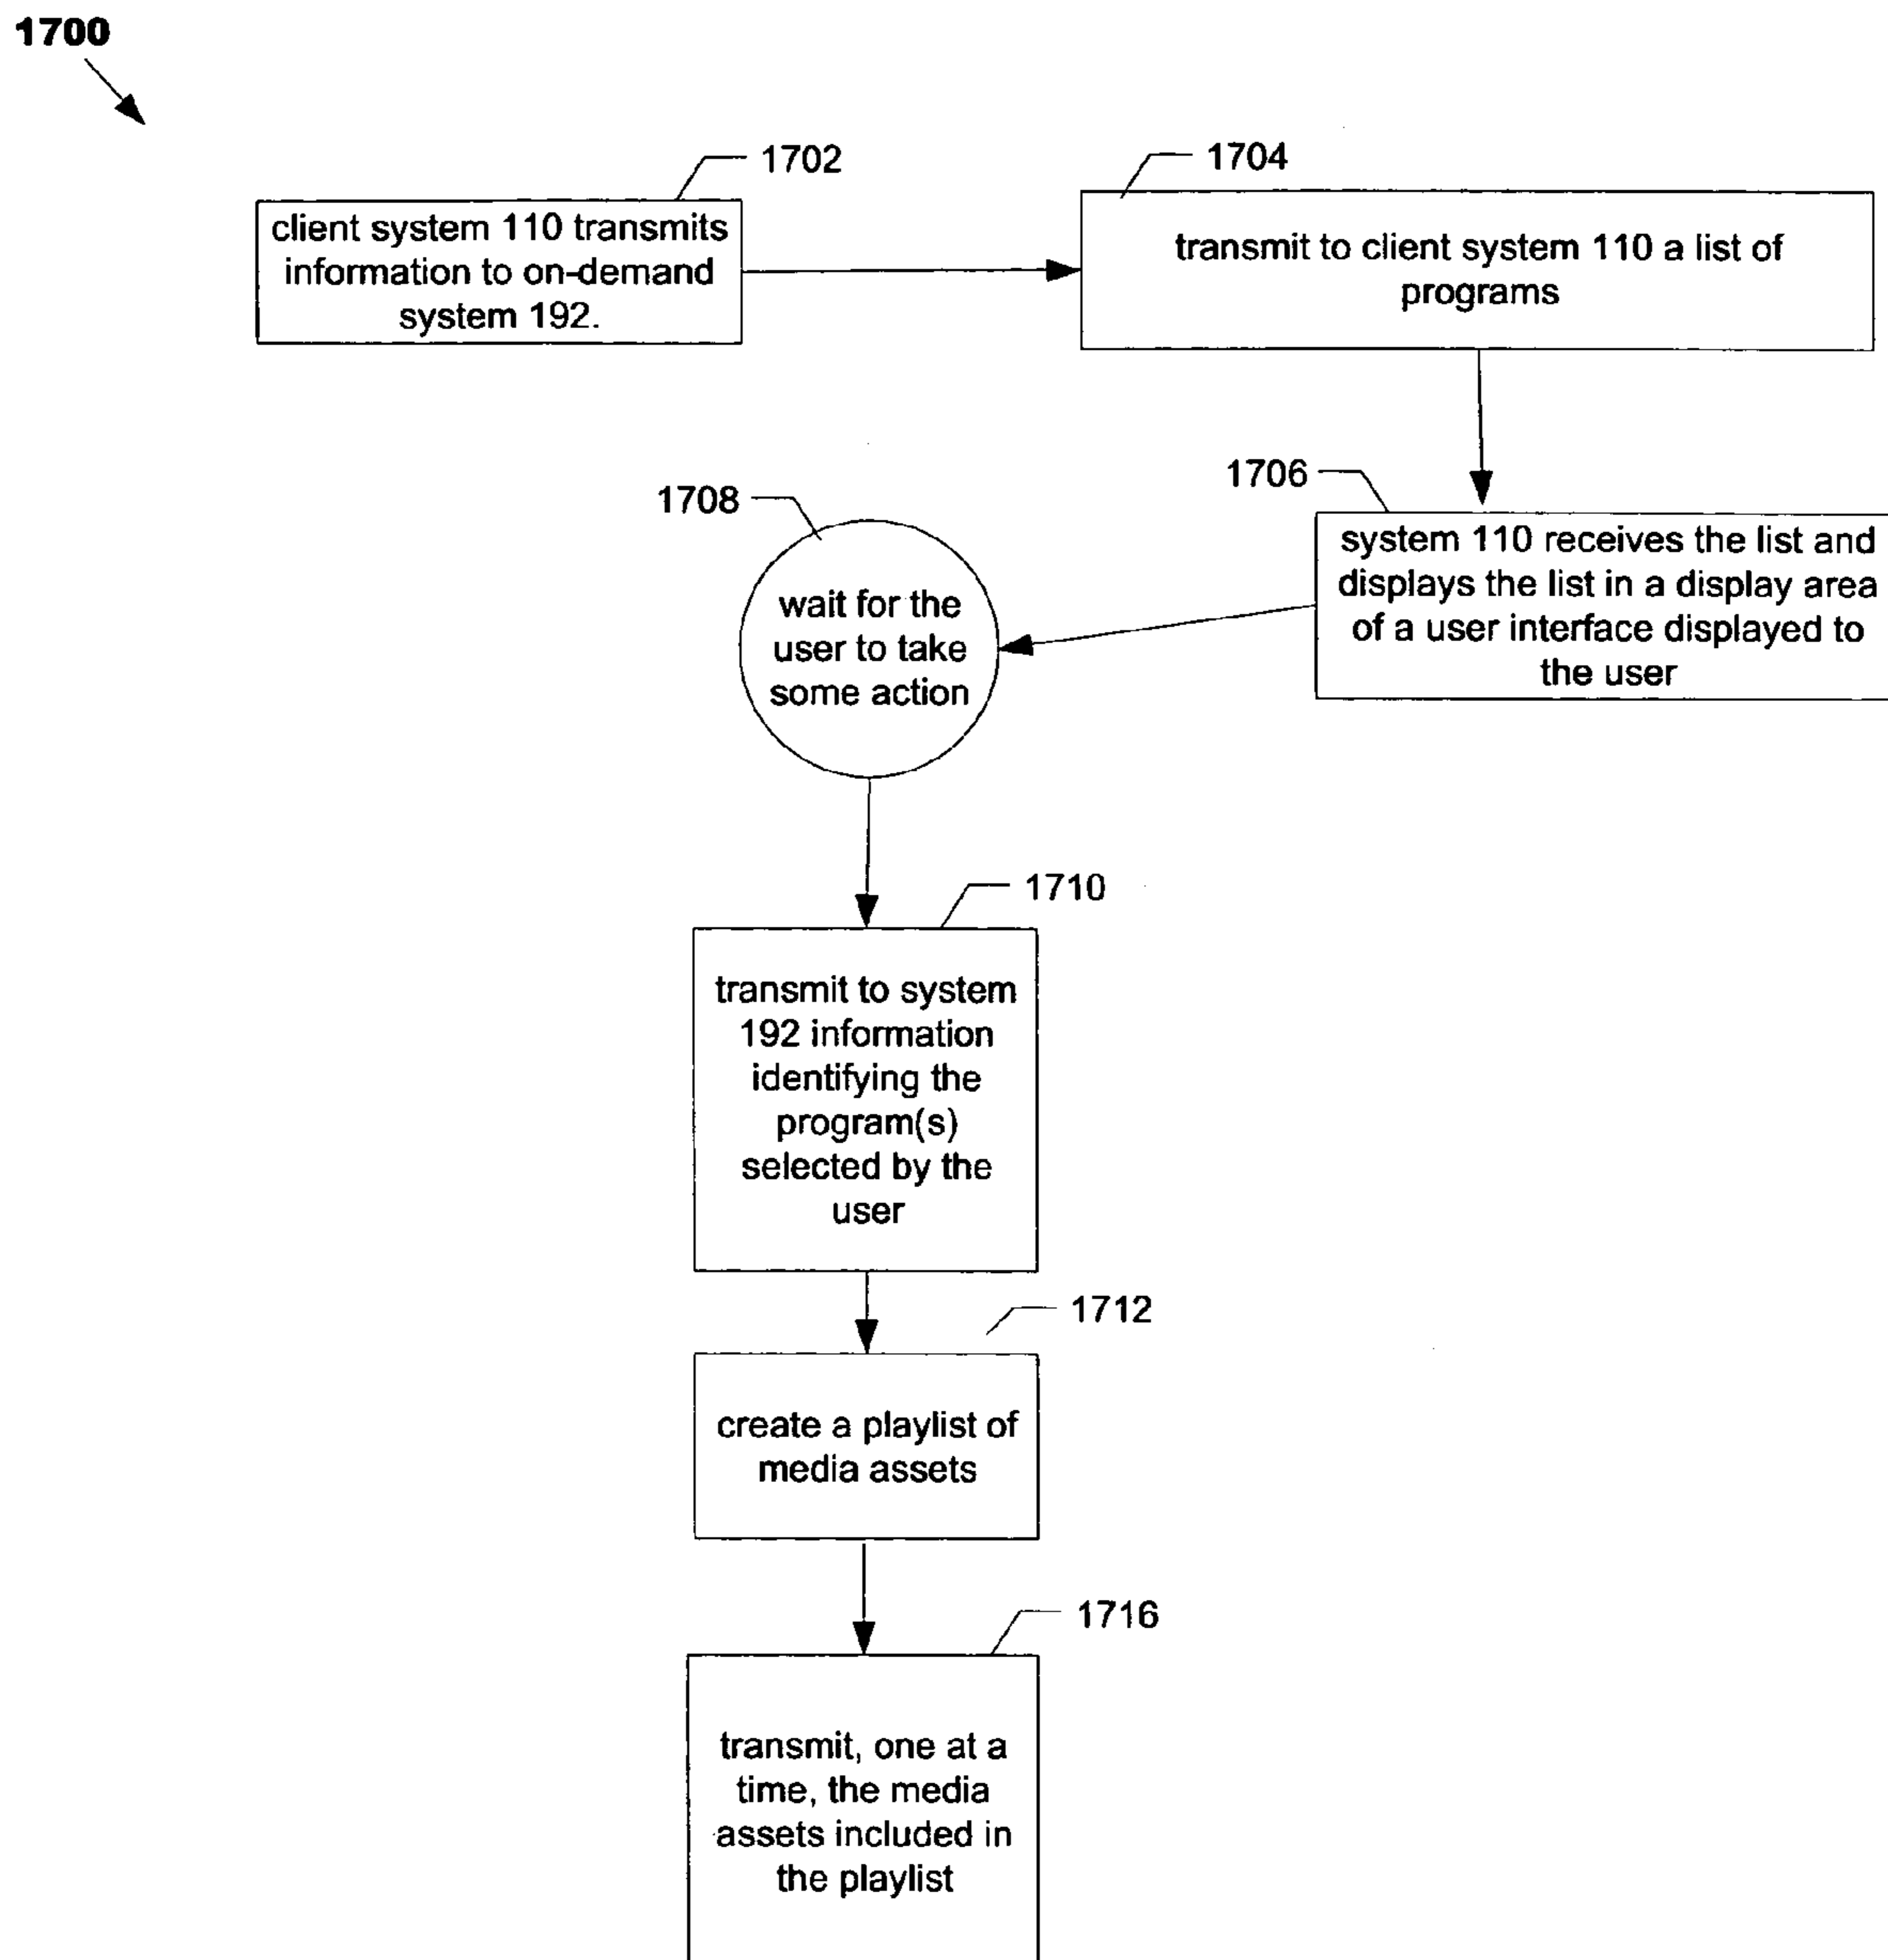 1700
1702
client system 110 transmits
information to on-demand
system 192.
1704
transmit to client system 110 a list of
programs
1706
system 110 receives the list and
displays the list in a display area
of a user interface displayed to
the user
1708
wait for the
user to take
some action
1710
transmit to system
192 information
identifying the
program(s)
selected by the
user
1712
create a playlist of
media assets
1716
transmit, one at a
time, the media
assets included in
the playlist